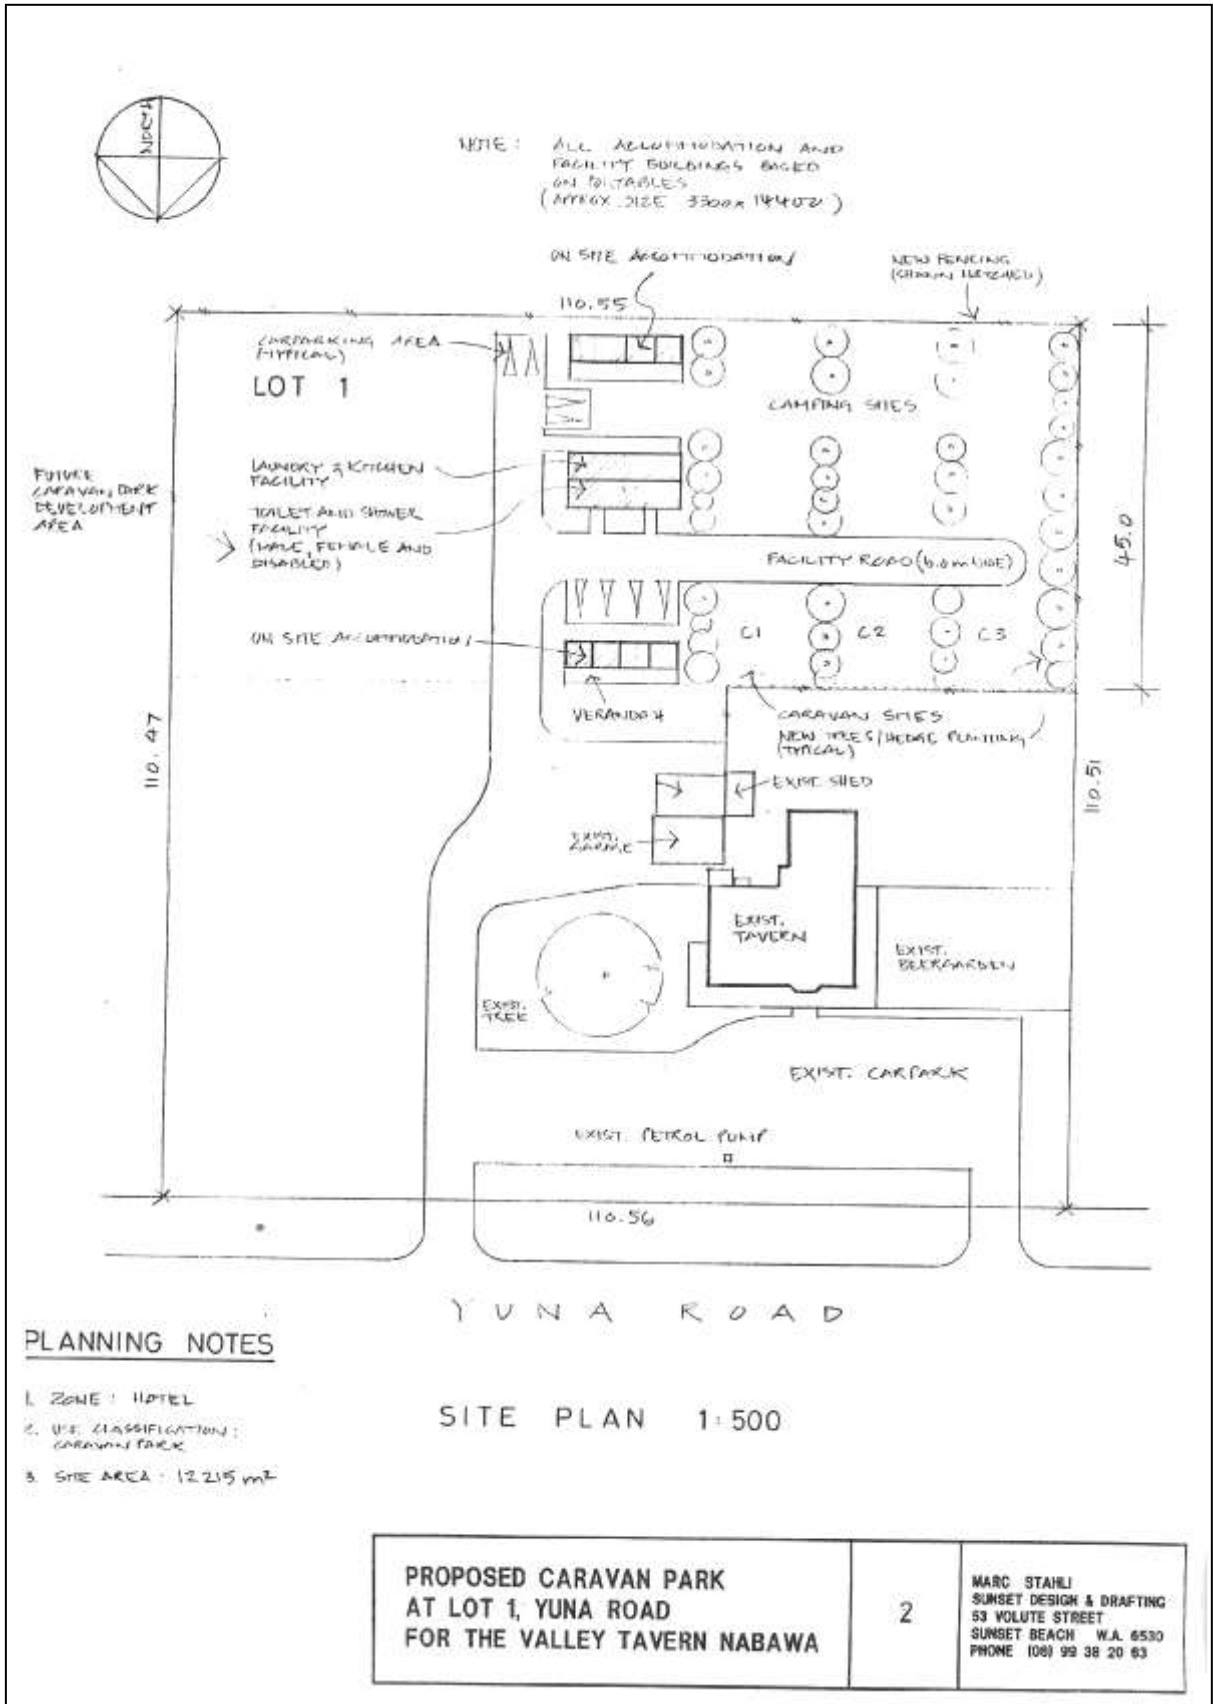 NORTH
NOTE: ALL ACCOMMODATION AND
FACILITY BUILDINGS BASED
ON PORTABLES
(APPROX. SIZE 3300x14402)
ON SITE ACCOMMODATION
NEW FENCING
(SHOWN HATCHED)
110.55
CARPARKING AREA
(TYPICAL)
LOT 1
CAMPING SITES
FUTURE
CARAVAN PARK
DEVELOPMENT
AREA
LAUNDRY & KITCHEN
FACILITY
TOILET AND SHOWER
FACILITY
(MALE, FEMALE AND
DISABLED)
45.0
FACILITY ROAD (6.0m WIDE)
C1
C2
C3
ON SITE ACCOMMODATION
VERANDAH
CARAVAN SITES
NEW TREES/HEDGE PLANTING
(TYPICAL)
110.47
110.51
EXIST. SHED
EXIST.
GARAGE
EXIST.
TAVERN
EXIST.
BEERGARDEN
EXIST.
TREE
EXIST. CARPARK
EXIST. PETROL PUMP
110.56
YUNA ROAD
PLANNING NOTES
1. ZONE: HOTEL
2. USE CLASSIFICATION:
CARAVAN PARK
3. SITE AREA: 12215 m²
SITE PLAN 1:500
PROPOSED CARAVAN PARK
AT LOT 1, YUNA ROAD
FOR THE VALLEY TAVERN NABAWA
2
MARC STAHLI
SUNSET DESIGN & DRAFTING
53 VOLUTE STREET
SUNSET BEACH W.A. 6530
PHONE (08) 99 38 20 63